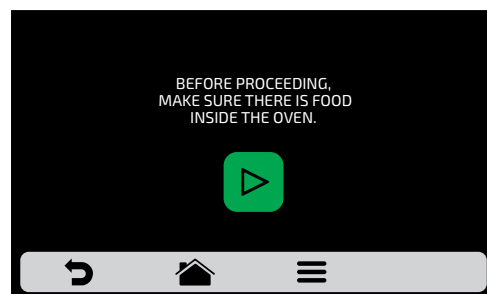 BEFORE PROCEEDING,
MAKE SURE THERE IS FOOD
INSIDE THE OVEN.